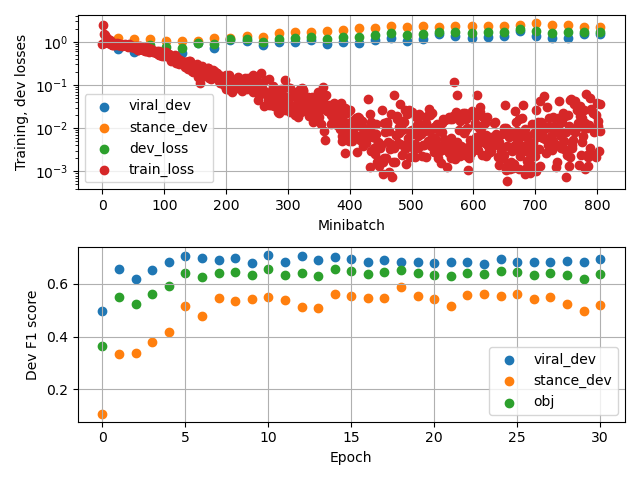 Training, dev losses
10⁰
10⁻¹
10⁻²
10⁻³
viral_dev
stance_dev
dev_loss
train_loss
0 100 200 300 400 500 600 700 800
Minibatch
Dev F1 score
0.6
0.4
0.2
viral_dev
stance_dev
obj
0 5 10 15 20 25 30
Epoch